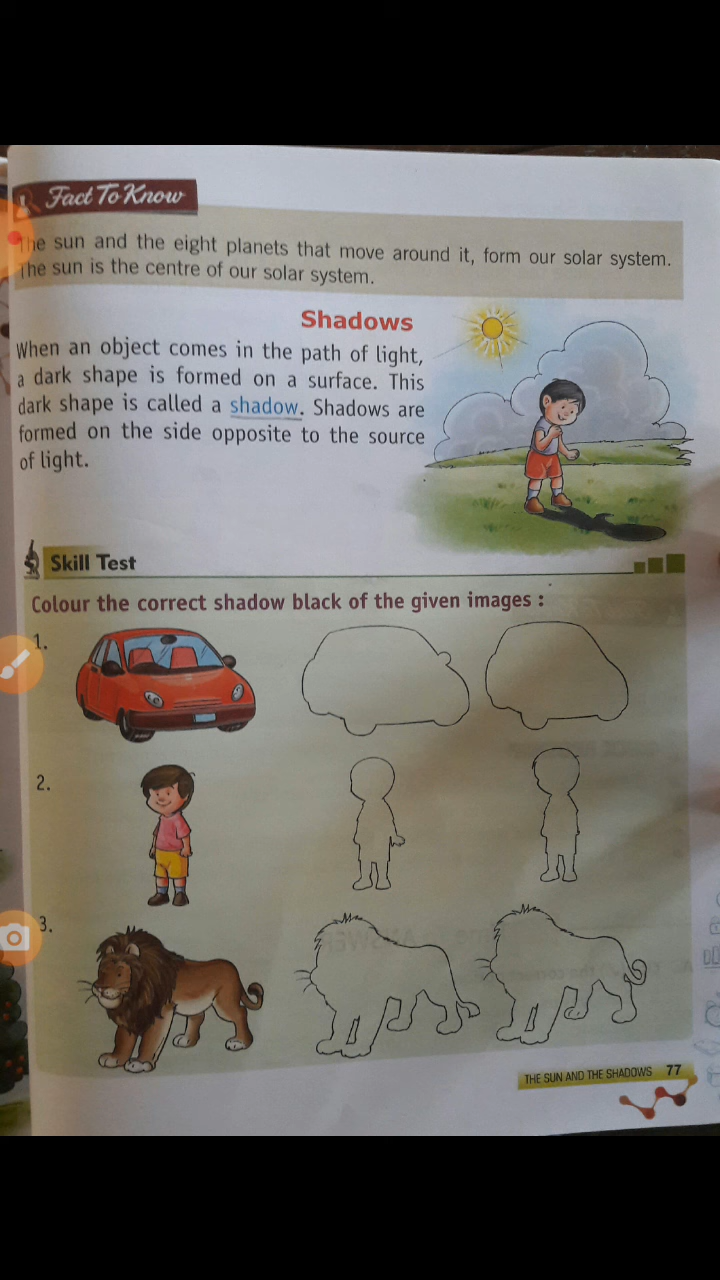 Fact To Know
The sun and the eight planets that move around it, form our solar system.
The sun is the centre of our solar system.
Shadows
When an object comes in the path of light,
a dark shape is formed on a surface. This
dark shape is called a shadow. Shadows are
formed on the side opposite to the source
of light.
Skill Test
Colour the correct shadow black of the given images :
1.
2.
3.
THE SUN AND THE SHADOWS 77